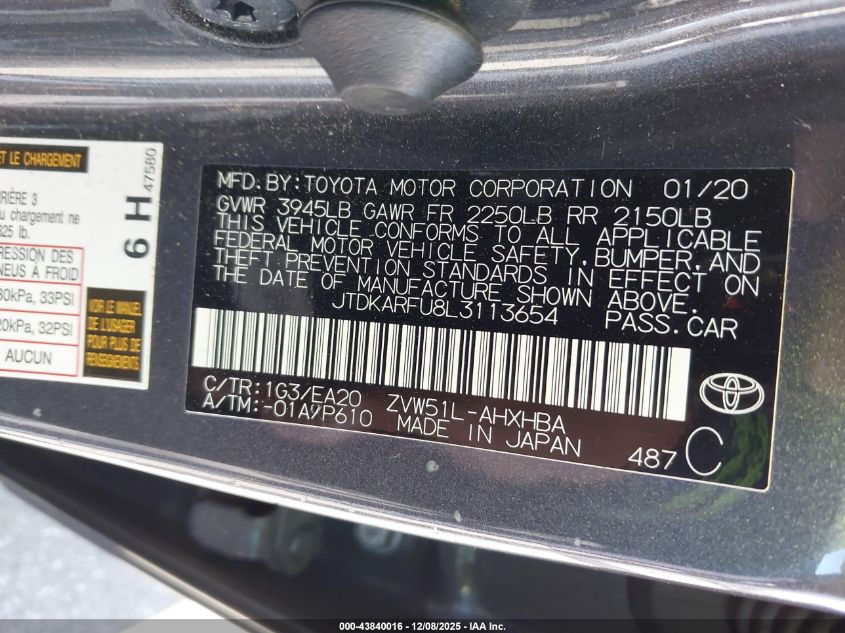 ET LE CHARGEMENT
RIÈRE 3
u chargement ne
325 lb.
RESSION DES
NEUS À FROID
30kPa, 33PSI
20kPa, 32PSI
AUCUN
6 H
47580
VOIR LE MANUEL
DE L'USAGER
POUR PLUS DE
RENSEIGNEMENTS
MFD.BY:TOYOTA MOTOR CORPORATION 01/20
GVWR 3945LB GAWR FR 2250LB RR 2150LB
THIS VEHICLE CONFORMS TO ALL APPLICABLE
FEDERAL MOTOR VEHICLE SAFETY,BUMPER,AND
THEFT PREVENTION STANDARDS IN EFFECT ON
THE DATE OF MANUFACTURE SHOWN ABOVE.
JTDKARFU8L3113654 PASS.CAR
C/TR:1G3/EA20 ZVW51L-AHXHBA
A/TM:-01A/P610 MADE IN JAPAN
487 C
000-43840016 - 12/08/2025 - IAA Inc.